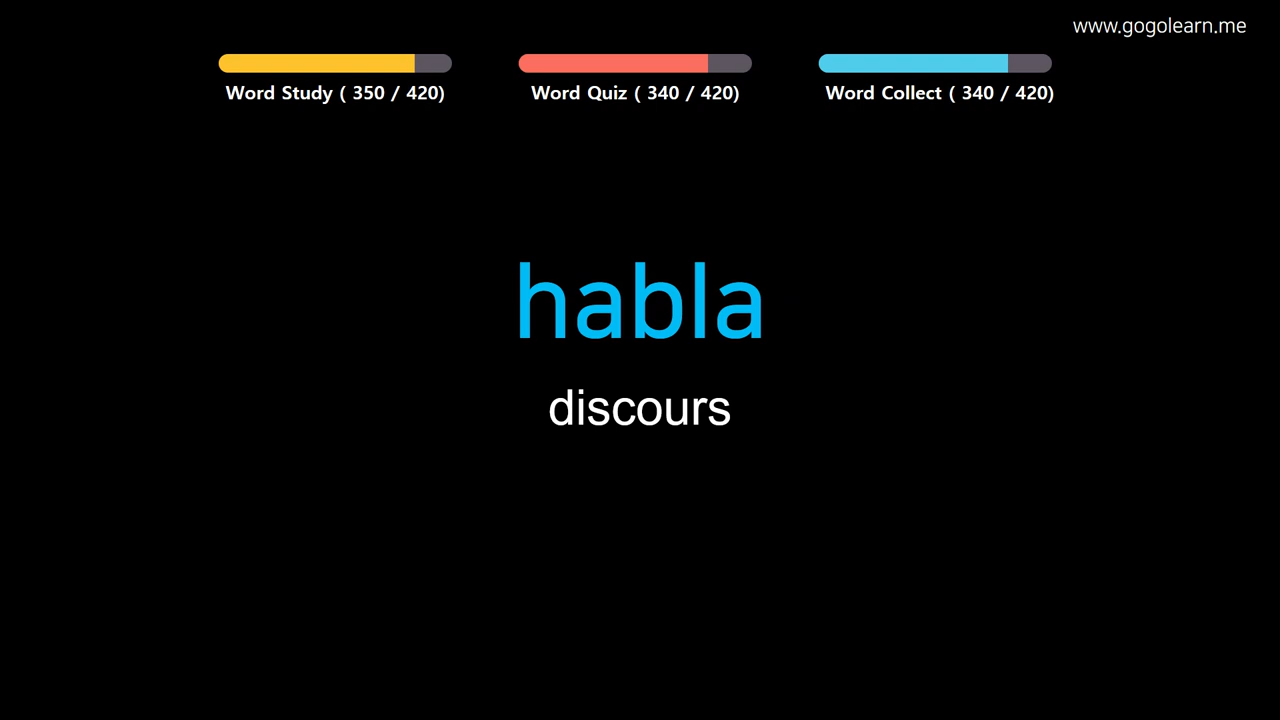 www.gogolearn.me
Word Study ( 350 / 420)
Word Quiz ( 340 / 420)
Word Collect ( 340 / 420)
habla
discours